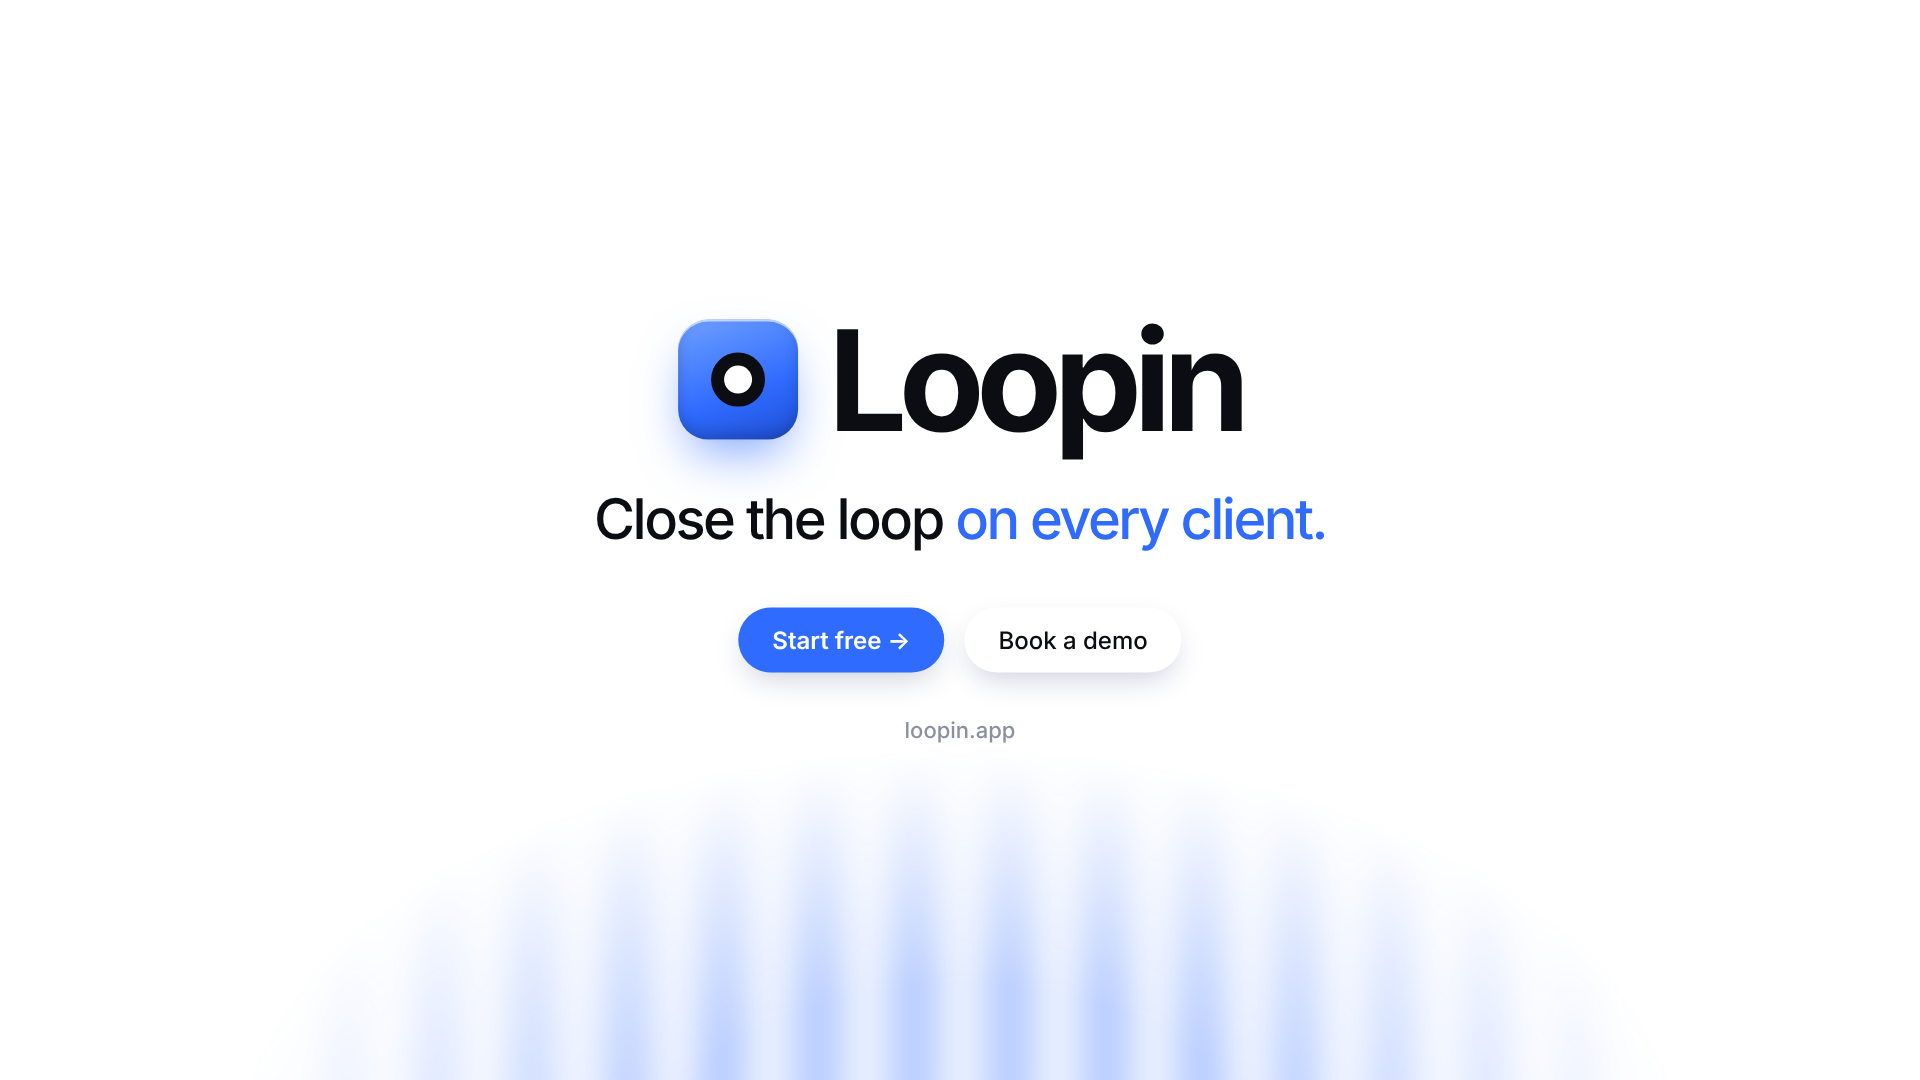 Loopin
Close the loop on every client.
Start free →
Book a demo
loopin.app